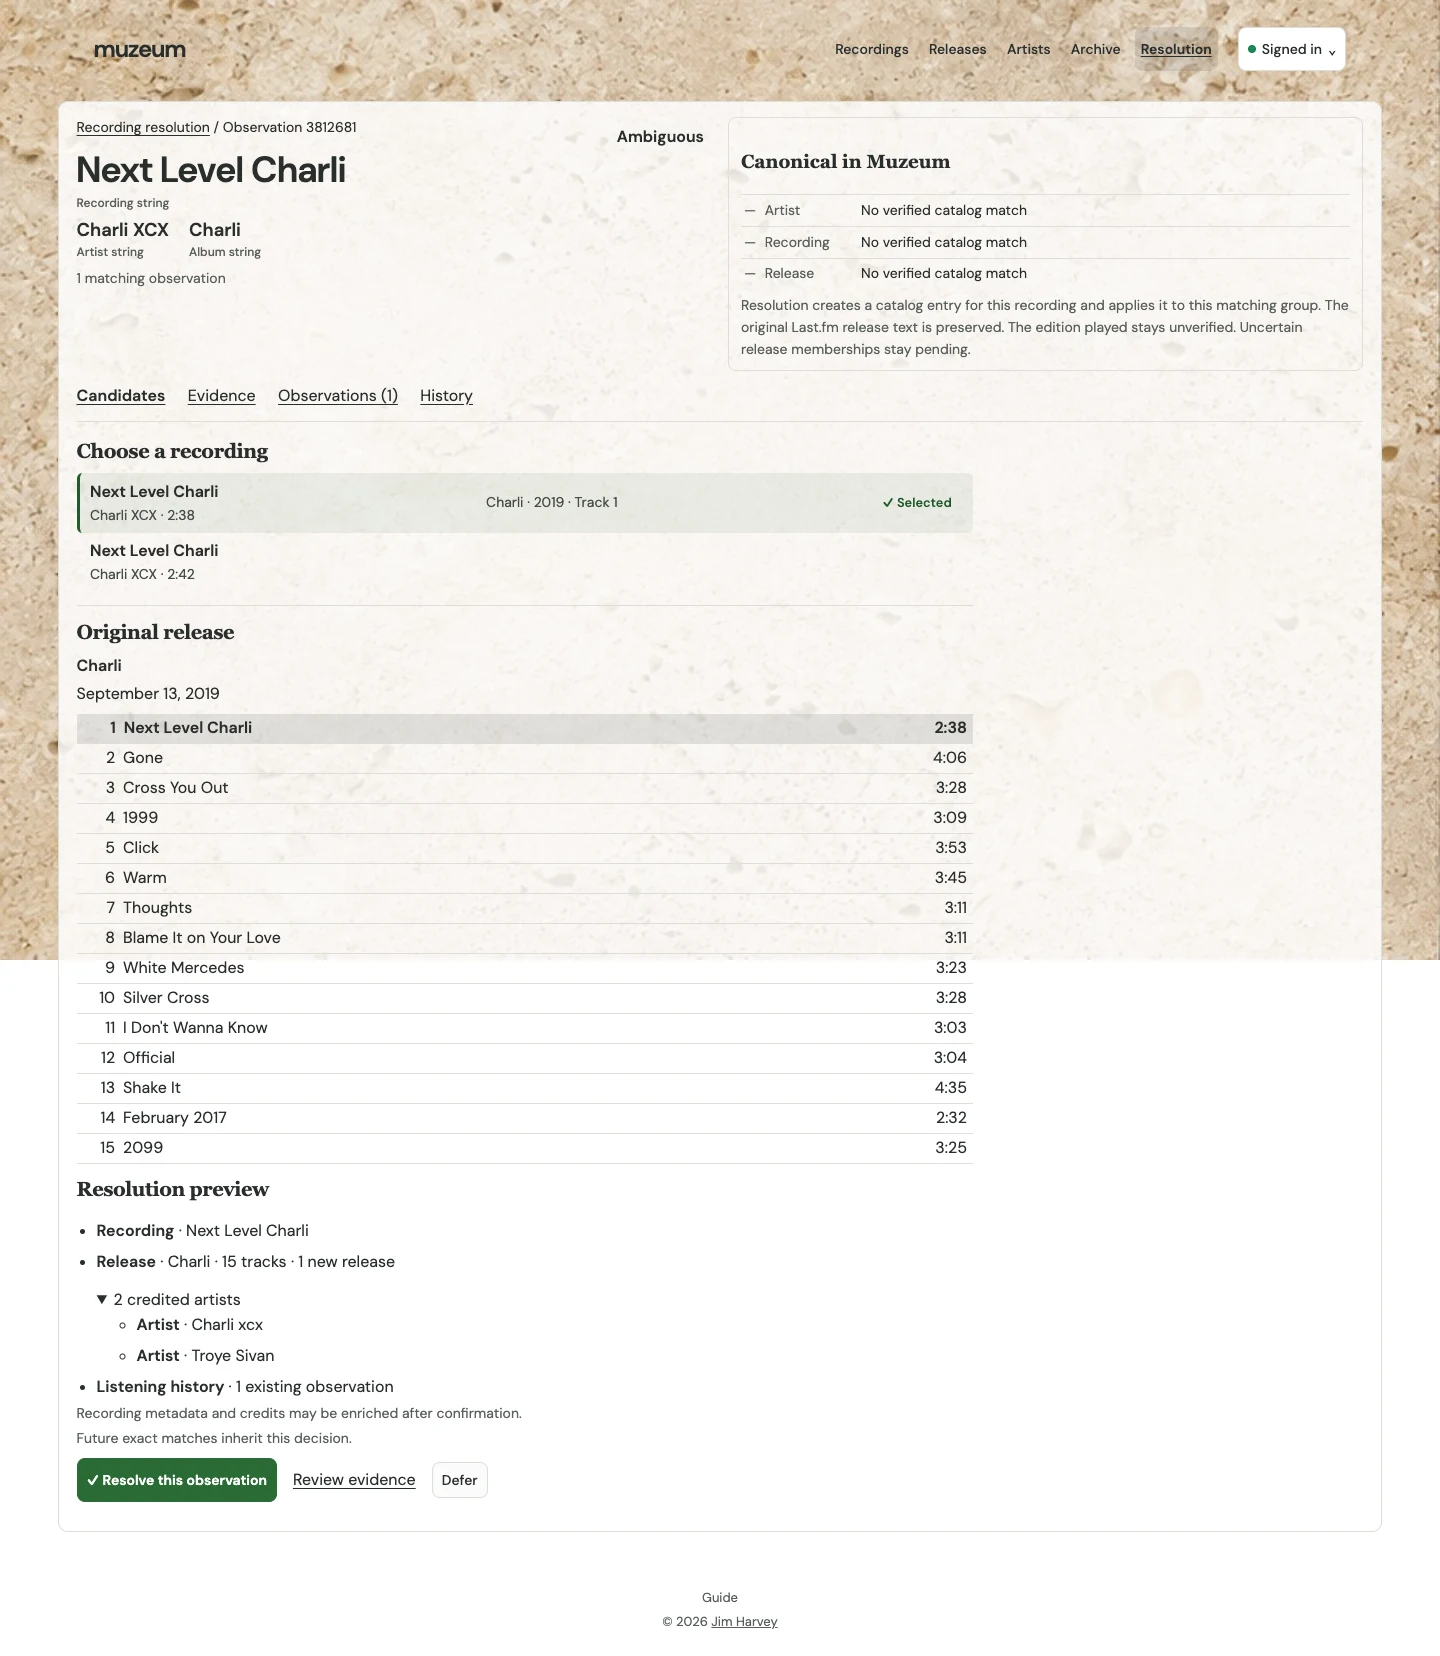 muzeum
Recordings Releases Artists Archive Resolution Signed in
Recording resolution / Observation 3812681
Ambiguous
Next Level Charli
Recording string
Charli XCX Charli
Artist string Album string
1 matching observation
Canonical in Muzeum
— Artist No verified catalog match
— Recording No verified catalog match
— Release No verified catalog match
Resolution creates a catalog entry for this recording and applies it to this matching group. The
original Last.fm release text is preserved. The edition played stays unverified. Uncertain
release memberships stay pending.
Candidates Evidence Observations (1) History
Choose a recording
Next Level Charli
Charli XCX · 2:38
Charli · 2019 · Track 1
✓ Selected
Next Level Charli
Charli XCX · 2:42
Original release
Charli
September 13, 2019
1 Next Level Charli 2:38
2 Gone 4:06
3 Cross You Out 3:28
4 1999 3:09
5 Click 3:53
6 Warm 3:45
7 Thoughts 3:11
8 Blame It on Your Love 3:11
9 White Mercedes 3:23
10 Silver Cross 3:28
11 I Don't Wanna Know 3:03
12 Official 3:04
13 Shake It 4:35
14 February 2017 2:32
15 2099 3:25
Resolution preview
• Recording · Next Level Charli
• Release · Charli · 15 tracks · 1 new release
▼ 2 credited artists
◦ Artist · Charli xcx
◦ Artist · Troye Sivan
• Listening history · 1 existing observation
Recording metadata and credits may be enriched after confirmation.
Future exact matches inherit this decision.
✓ Resolve this observation Review evidence Defer
Guide
© 2026 Jim Harvey